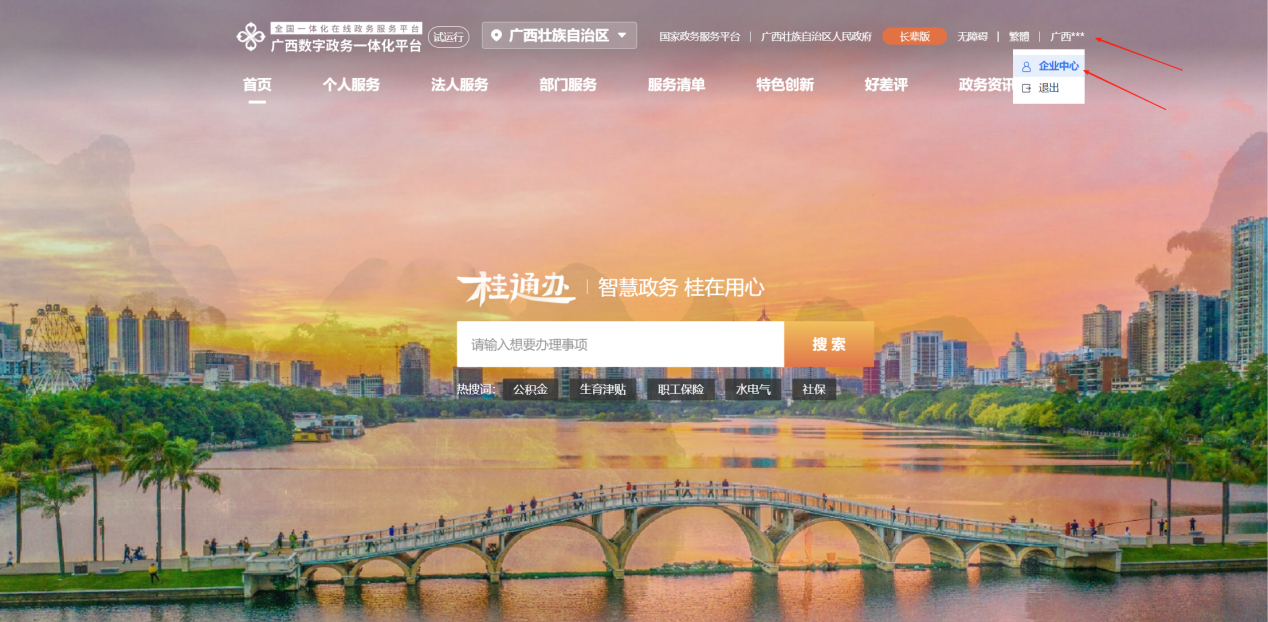 全国一体化在线政务服务平台
广西数字政务一体化平台
试运行
广西壮族自治区
国家政务服务平台 | 广西壮族自治区人民政府 长辈版 无障碍 | 繁體 | 广西***
企业中心
退出
首页 个人服务 法人服务 部门服务 服务清单 特色创新 好差评 政务资讯
桂通办 | 智慧政务 桂在用心
请输入想要办理事项 搜 索
热搜词: 公积金 生育津贴 职工保险 水电气 社保